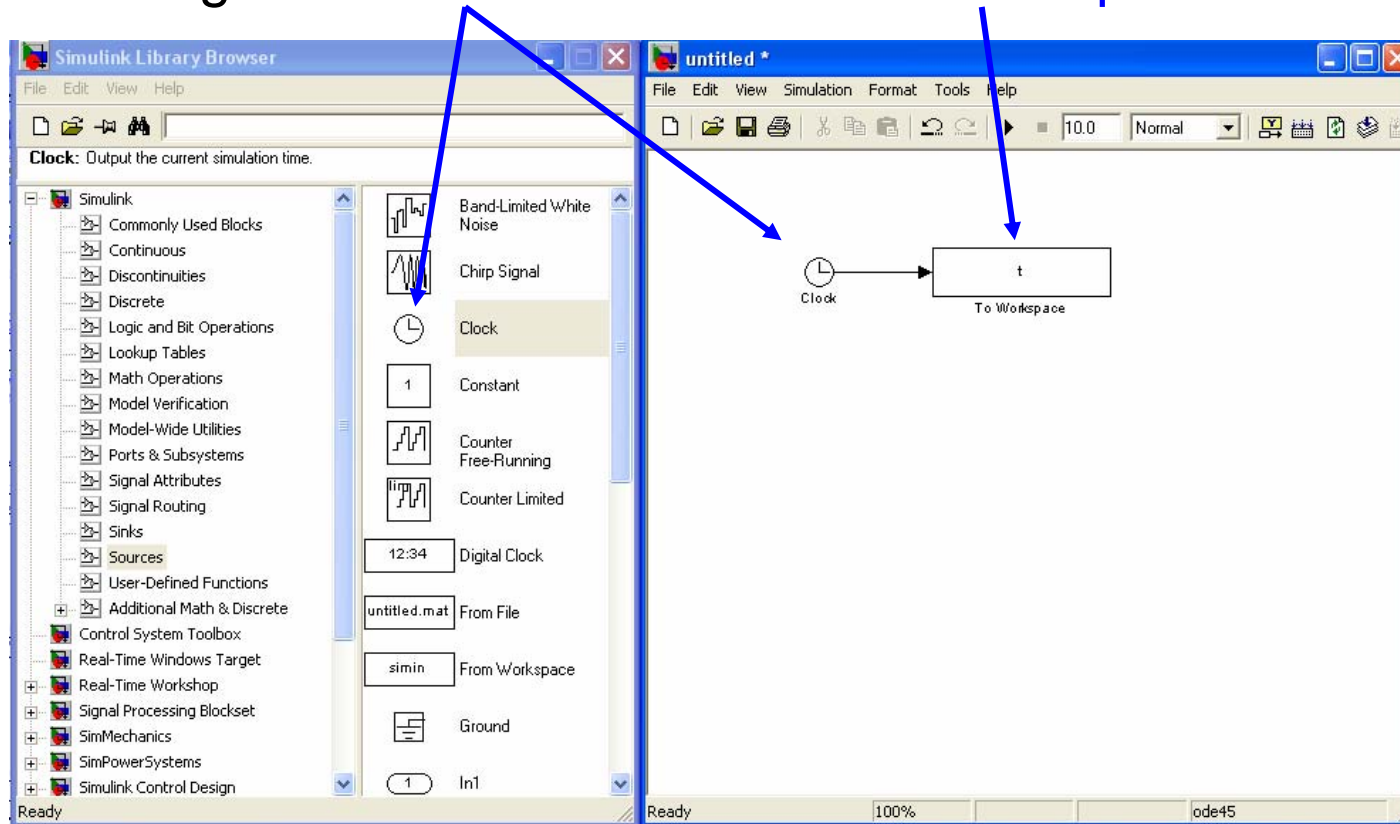 Simulink Library Browser
File Edit View Help
Clock: Output the current simulation time.
Simulink
Commonly Used Blocks
Continuous
Discontinuities
Discrete
Logic and Bit Operations
Lookup Tables
Math Operations
Model Verification
Model-Wide Utilities
Ports & Subsystems
Signal Attributes
Signal Routing
Sinks
Sources
User-Defined Functions
Additional Math & Discrete
Control System Toolbox
Real-Time Windows Target
Real-Time Workshop
Signal Processing Blockset
SimMechanics
SimPowerSystems
Simulink Control Design
Band-Limited White
Noise
Chirp Signal
Clock
1
Constant
Counter
Free-Running
Counter Limited
12:34
Digital Clock
untitled.mat
From File
simin
From Workspace
Ground
1
In1
Ready
untitled *
File Edit View Simulation Format Tools Help
10.0 Normal
Clock
t
To Workspace
Ready 100% ode45